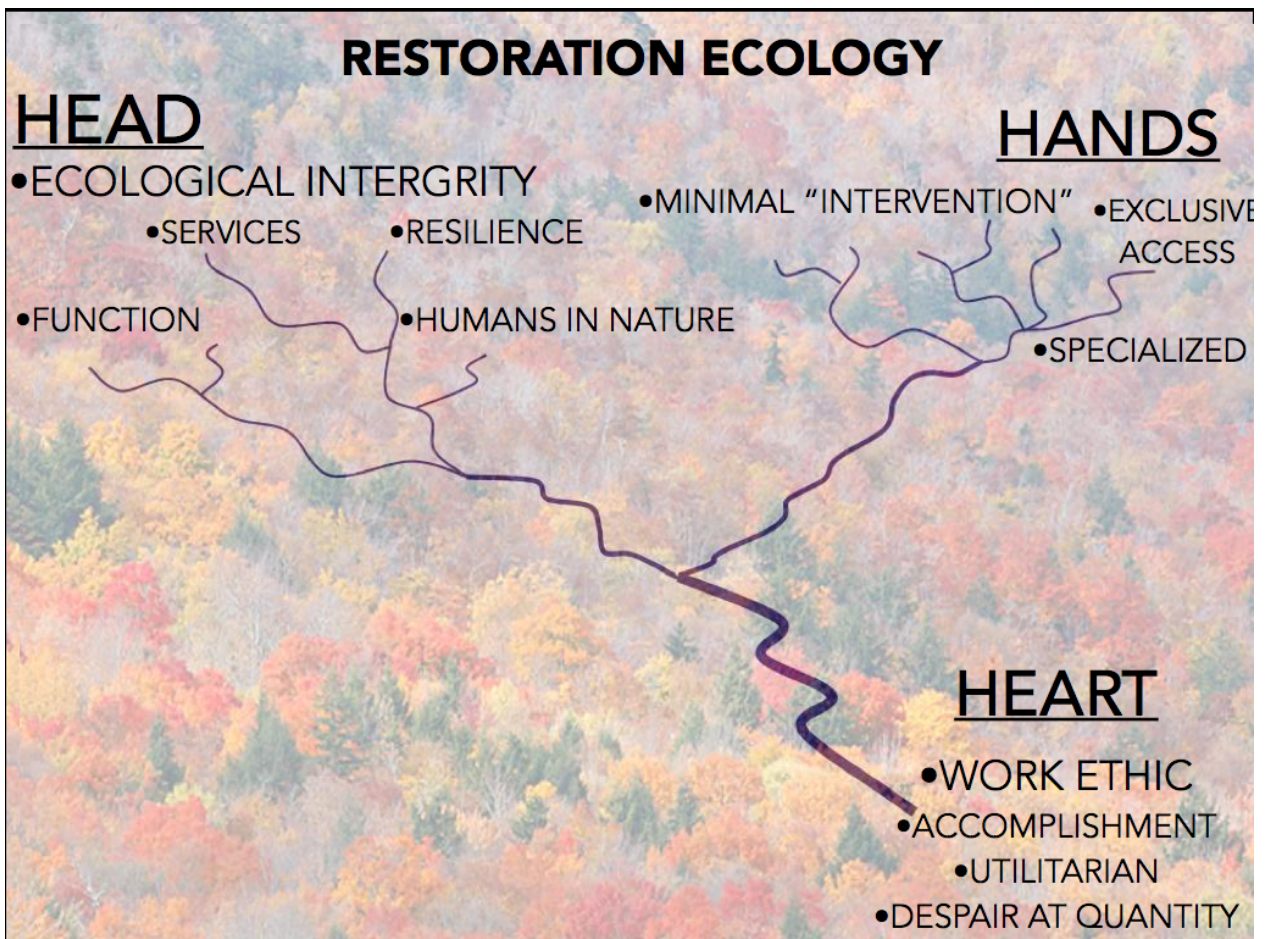 RESTORATION ECOLOGY
HEAD
•ECOLOGICAL INTERGRITY
•SERVICES
•RESILIENCE
•FUNCTION
•HUMANS IN NATURE
HANDS
•MINIMAL “INTERVENTION”
•EXCLUSIVE
ACCESS
•SPECIALIZED
HEART
•WORK ETHIC
•ACCOMPLISHMENT
•UTILITARIAN
•DESPAIR AT QUANTITY